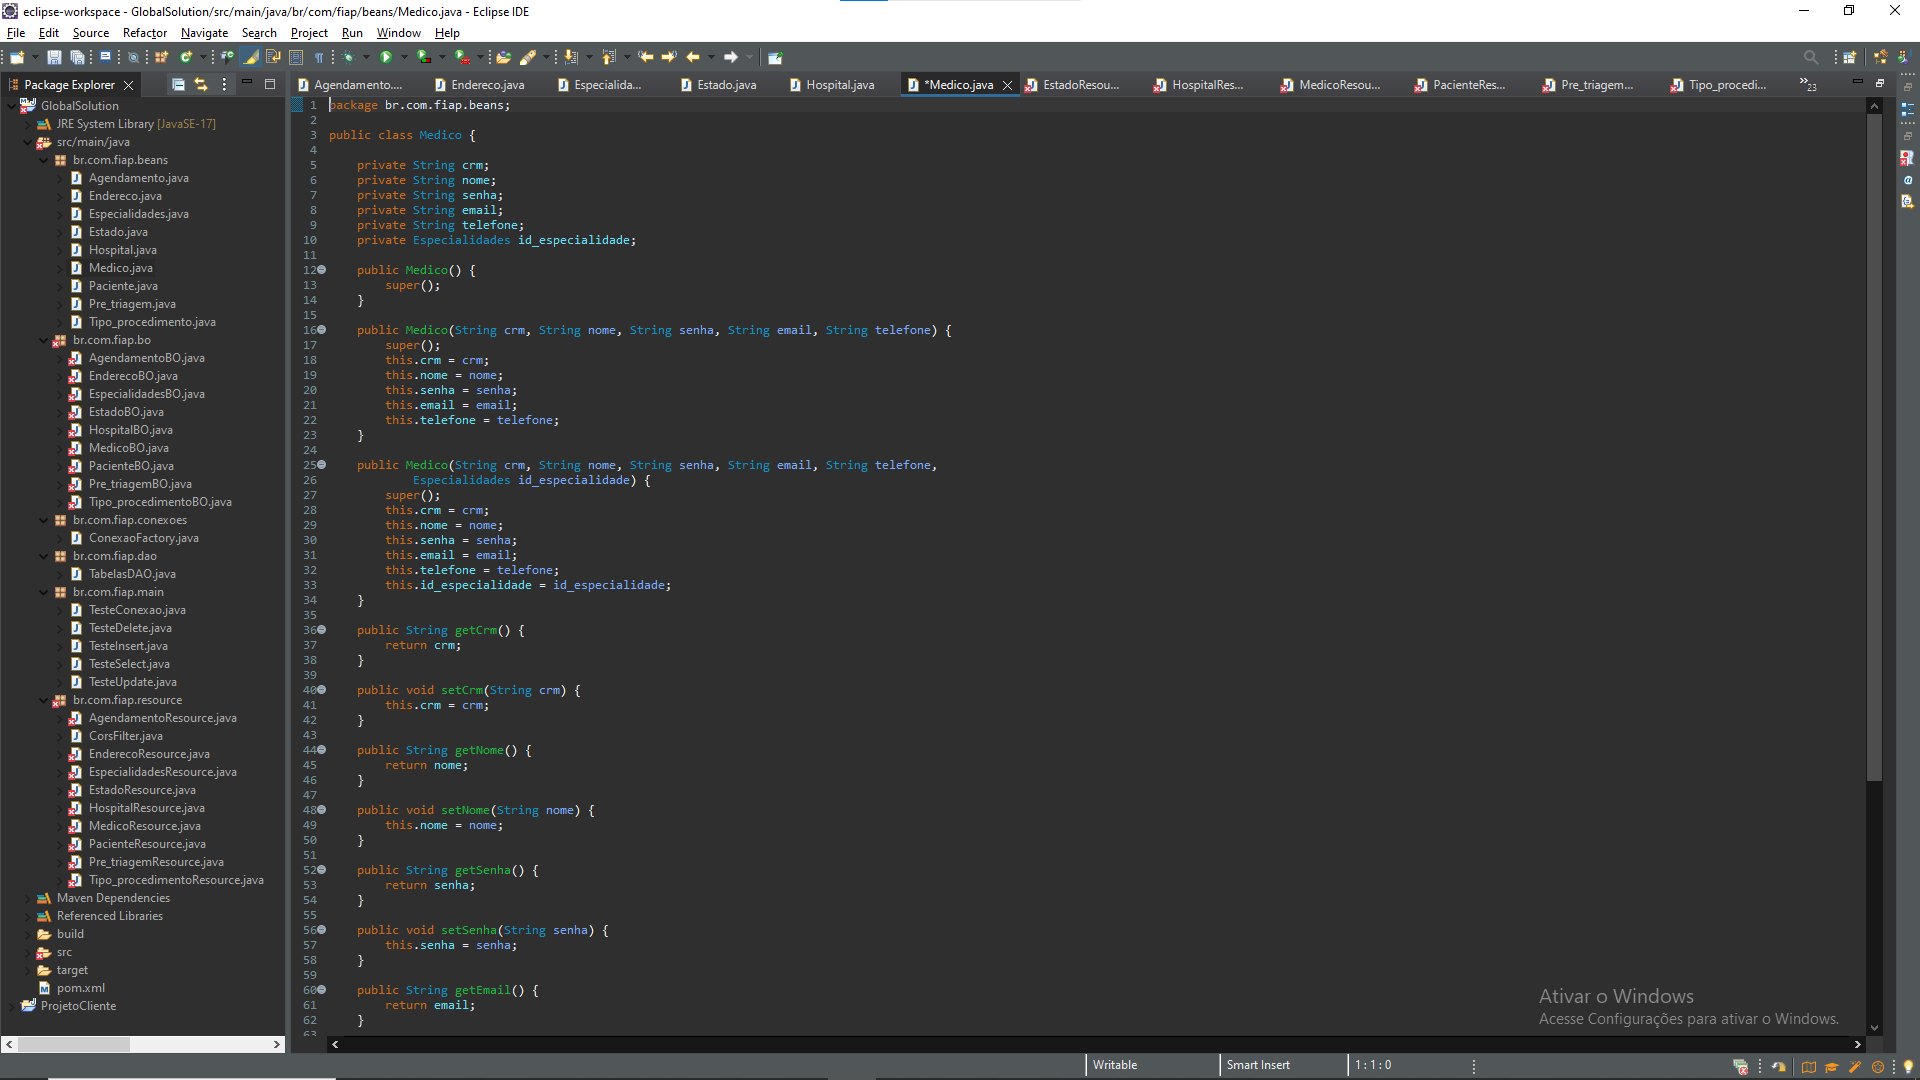 eclipse-workspace - GlobalSolution/src/main/java/br/com/fiap/beans/Medico.java - Eclipse IDE
File Edit Source Refactor Navigate Search Project Run Window Help
Package Explorer
Agendamento.... Endereco.java Especialida... Estado.java Hospital.java *Medico.java EstadoResou... HospitalRes... MedicoResou... PacienteRes... Pre_triagem... Tipo_procedi... »23
GlobalSolution
JRE System Library [JavaSE-17]
src/main/java
br.com.fiap.beans
Agendamento.java
Endereco.java
Especialidades.java
Estado.java
Hospital.java
Medico.java
Paciente.java
Pre_triagem.java
Tipo_procedimento.java
br.com.fiap.bo
AgendamentoBO.java
EnderecoBO.java
EspecialidadesBO.java
EstadoBO.java
HospitalBO.java
MedicoBO.java
PacienteBO.java
Pre_triagemBO.java
Tipo_procedimentoBO.java
br.com.fiap.conexoes
ConexaoFactory.java
br.com.fiap.dao
TabelasDAO.java
br.com.fiap.main
TesteConexao.java
TesteDelete.java
TesteInsert.java
TesteSelect.java
TesteUpdate.java
br.com.fiap.resource
AgendamentoResource.java
CorsFilter.java
EnderecoResource.java
EspecialidadesResource.java
EstadoResource.java
HospitalResource.java
MedicoResource.java
PacienteResource.java
Pre_triagemResource.java
Tipo_procedimentoResource.java
Maven Dependencies
Referenced Libraries
build
src
target
pom.xml
ProjetoCliente
1 package br.com.fiap.beans;
2
3 public class Medico {
4
5 private String crm;
6 private String nome;
7 private String senha;
8 private String email;
9 private String telefone;
10 private Especialidades id_especialidade;
11
12 public Medico() {
13 super();
14 }
15
16 public Medico(String crm, String nome, String senha, String email, String telefone) {
17 super();
18 this.crm = crm;
19 this.nome = nome;
20 this.senha = senha;
21 this.email = email;
22 this.telefone = telefone;
23 }
24
25 public Medico(String crm, String nome, String senha, String email, String telefone,
26 Especialidades id_especialidade) {
27 super();
28 this.crm = crm;
29 this.nome = nome;
30 this.senha = senha;
31 this.email = email;
32 this.telefone = telefone;
33 this.id_especialidade = id_especialidade;
34 }
35
36 public String getCrm() {
37 return crm;
38 }
39
40 public void setCrm(String crm) {
41 this.crm = crm;
42 }
43
44 public String getNome() {
45 return nome;
46 }
47
48 public void setNome(String nome) {
49 this.nome = nome;
50 }
51
52 public String getSenha() {
53 return senha;
54 }
55
56 public void setSenha(String senha) {
57 this.senha = senha;
58 }
59
60 public String getEmail() {
61 return email;
62 }
63
Ativar o Windows
Acesse Configurações para ativar o Windows.
Writable Smart Insert 1 : 1 : 0